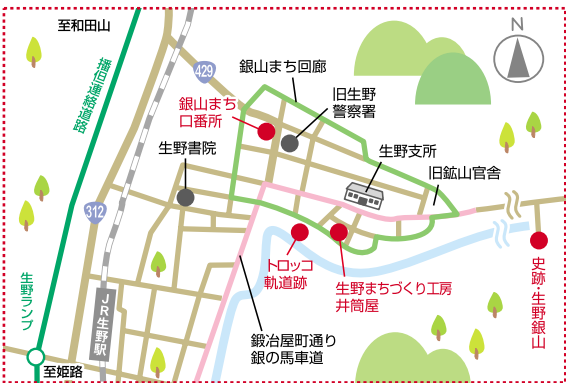 至和田山
播但連絡道路
429
銀山まち回廊
N
銀山まち
口番所
旧生野
警察署
生野書院
生野支所
旧鉱山官舎
312
トロッコ
軌道跡
生野まちづくり工房
井筒屋
史跡・生野銀山
生野ランプ
JR生野駅
鍛冶屋町通り
銀の馬車道
至姫路